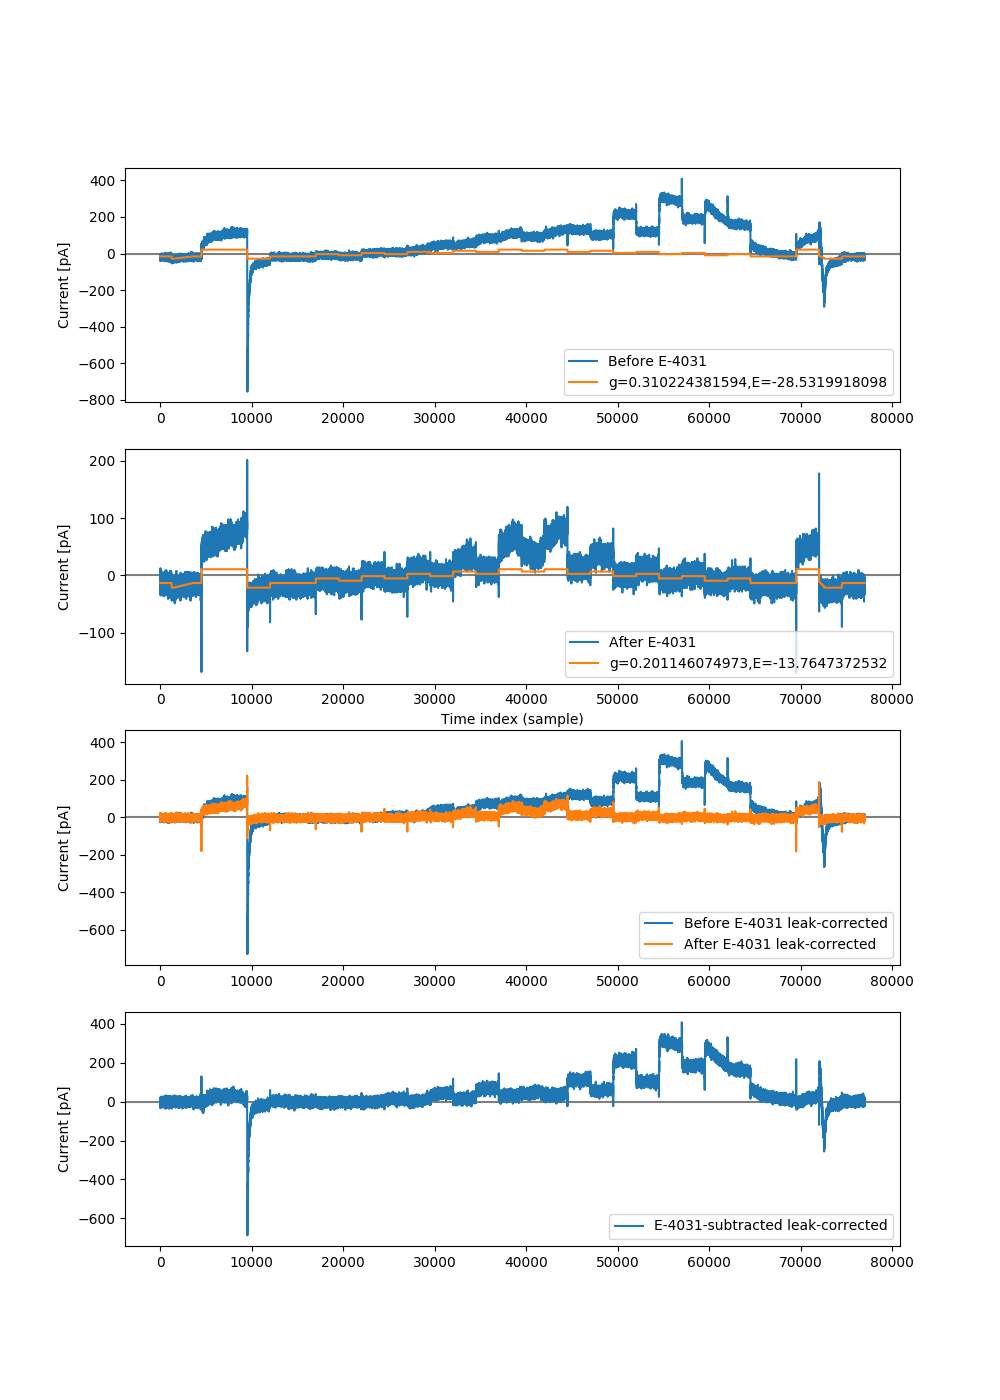 400
200
0
−200
−400
−600
−800
Current [pA]
Before E-4031
g=0.310224381594,E=-28.5319918098
0 10000 20000 30000 40000 50000 60000 70000 80000
200
100
0
−100
Current [pA]
After E-4031
g=0.201146074973,E=-13.7647372532
0 10000 20000 30000 40000 50000 60000 70000 80000
Time index (sample)
400
200
0
−200
−400
−600
Current [pA]
Before E-4031 leak-corrected
After E-4031 leak-corrected
0 10000 20000 30000 40000 50000 60000 70000 80000
400
200
0
−200
−400
−600
Current [pA]
E-4031-subtracted leak-corrected
0 10000 20000 30000 40000 50000 60000 70000 80000